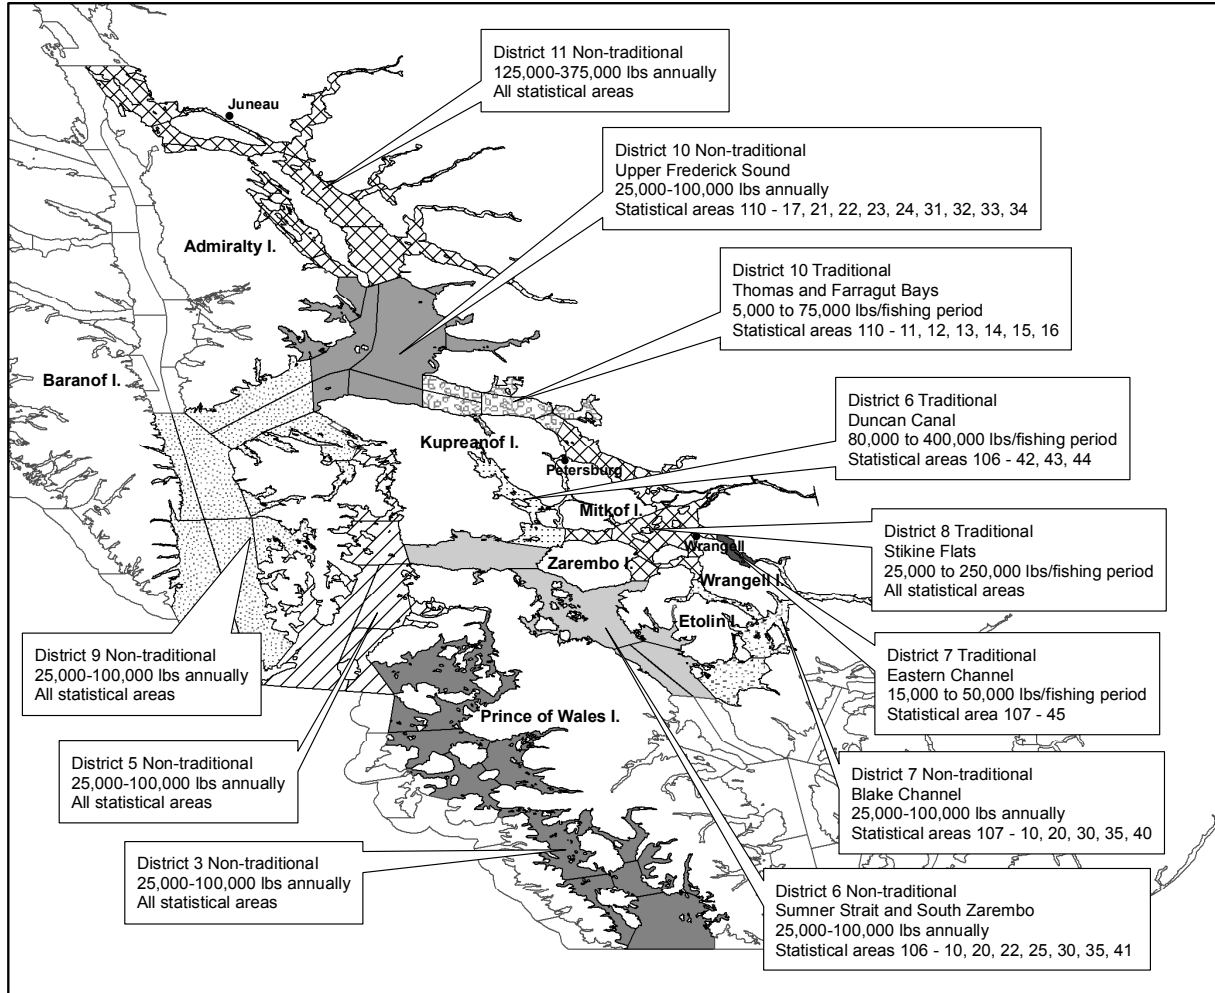 District 11 Non-traditional
125,000-375,000 lbs annually
All statistical areas
Juneau
District 10 Non-traditional
Upper Frederick Sound
25,000-100,000 lbs annually
Statistical areas 110 - 17, 21, 22, 23, 24, 31, 32, 33, 34
Admiralty I.
District 10 Traditional
Thomas and Farragut Bays
5,000 to 75,000 lbs/fishing period
Statistical areas 110 - 11, 12, 13, 14, 15, 16
Baranof I.
District 6 Traditional
Duncan Canal
80,000 to 400,000 lbs/fishing period
Statistical areas 106 - 42, 43, 44
Kupreanof I.
Petersburg
Mitkof I.
District 8 Traditional
Stikine Flats
25,000 to 250,000 lbs/fishing period
All statistical areas
Wrangell
Zarembo I.
Wrangell I.
Etolin I.
District 9 Non-traditional
25,000-100,000 lbs annually
All statistical areas
District 7 Traditional
Eastern Channel
15,000 to 50,000 lbs/fishing period
Statistical area 107 - 45
Prince of Wales I.
District 5 Non-traditional
25,000-100,000 lbs annually
All statistical areas
District 7 Non-traditional
Blake Channel
25,000-100,000 lbs annually
Statistical areas 107 - 10, 20, 30, 35, 40
District 3 Non-traditional
25,000-100,000 lbs annually
All statistical areas
District 6 Non-traditional
Sumner Strait and South Zarembo
25,000-100,000 lbs annually
Statistical areas 106 - 10, 20, 22, 25, 30, 35, 41